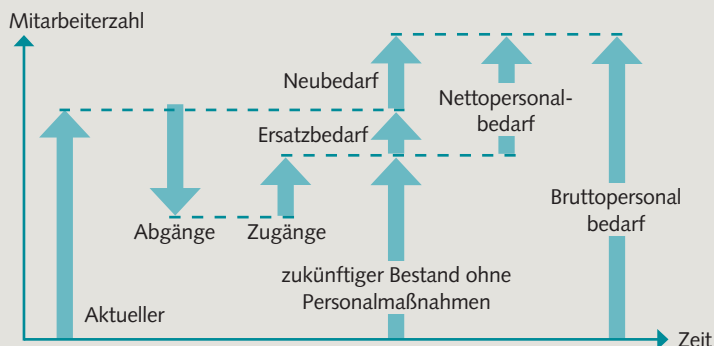 Mitarbeiterzahl
Neubedarf
Nettopersonal-
bedarf
Ersatzbedarf
Bruttopersonal
bedarf
Abgänge
Zugänge
zukünftiger Bestand ohne
Personalmaßnahmen
Aktueller
Zeit